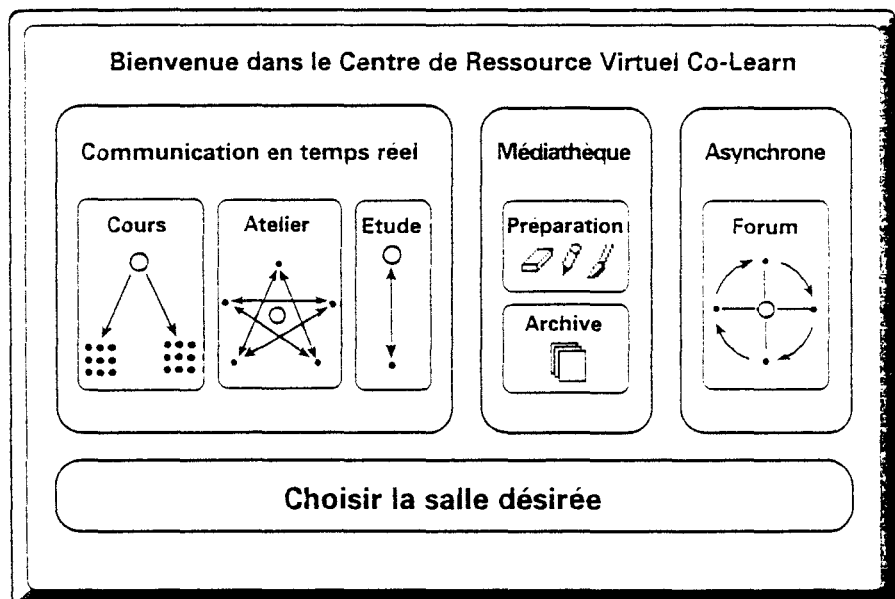 Bienvenue dans le Centre de Ressource Virtuel Co-Learn
Communication en temps réel
Cours
Atelier
Etude
Médiathèque
Préparation
Archive
Asynchrone
Forum
Choisir la salle désirée